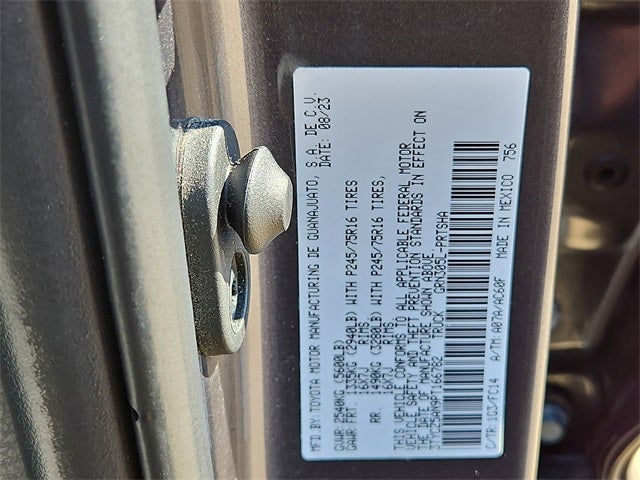 MFD.BY:TOYOTA MOTOR MANUFACTURING DE GUANAJUATO, S.A. DE C.V.
DATE: 08/23
GVWR 2540KG (5600LB)
GAWR FRT. 1335KG (2940LB) WITH P245/75R16 TIRES
16X7J RIMS
RR. 1490KG (3280LB) WITH P245/75R16 TIRES,
16X7J RIMS
THIS VEHICLE CONFORMS TO ALL APPLICABLE FEDERAL MOTOR
VEHICLE SAFETY AND THEFT PREVENTION STANDARDS IN EFFECT ON
THE DATE OF MANUFACTURE SHOWN ABOVE.
TRUCK GRN305L-PRTSHA
C/TR: 1G3/FC14 A/TM: A07A/AC60F MADE IN MEXICO 756